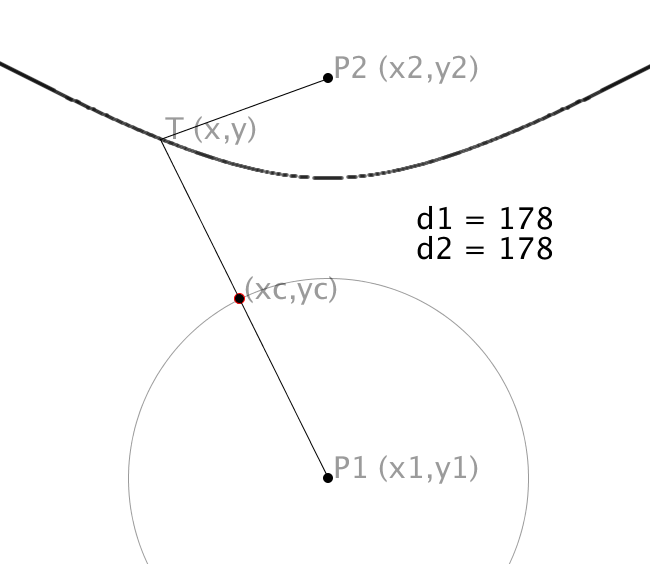 P2 (x2,y2)
T (x,y)
d1 = 178
d2 = 178
(xc,yc)
P1 (x1,y1)